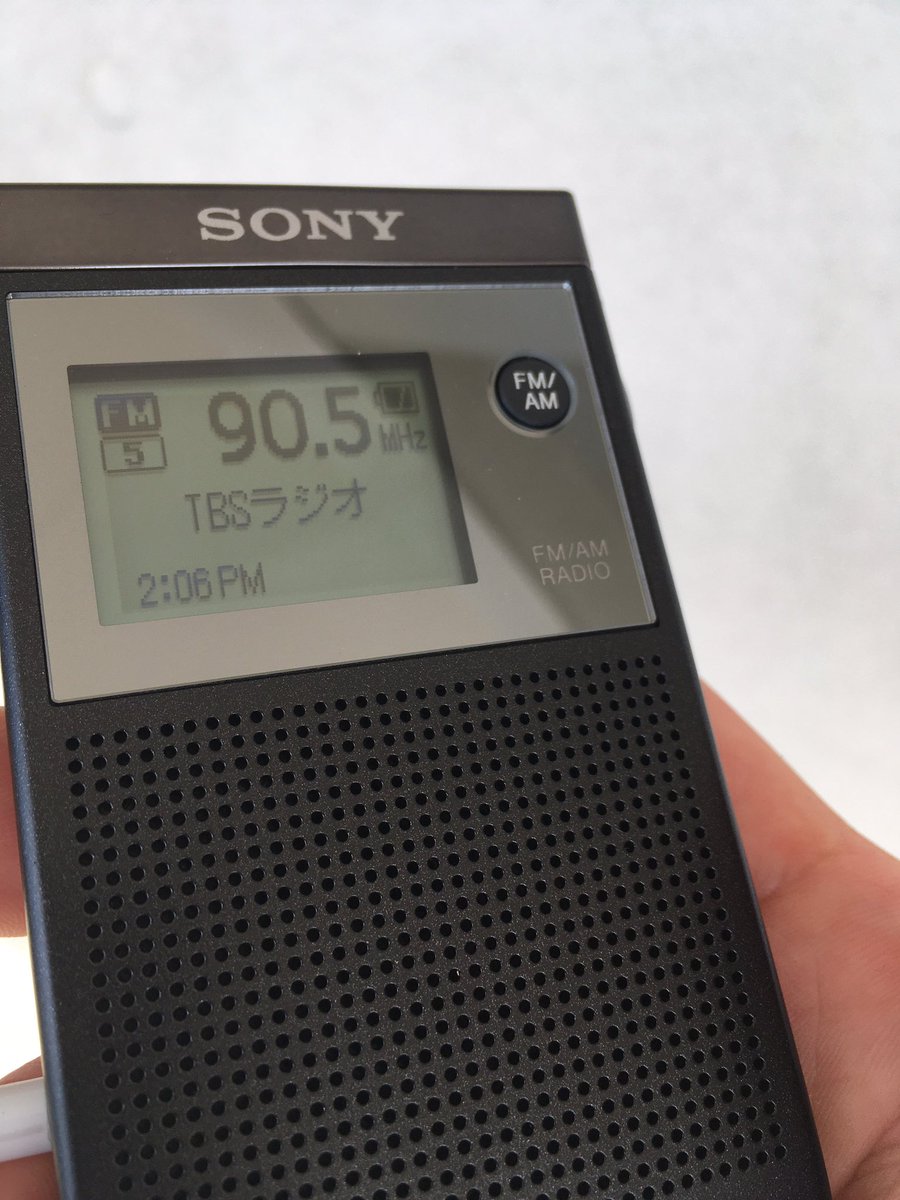 SONY
FM 90.5 MHz
5
TBSラジオ
2:06 PM
FM/
AM
FM/AM
RADIO